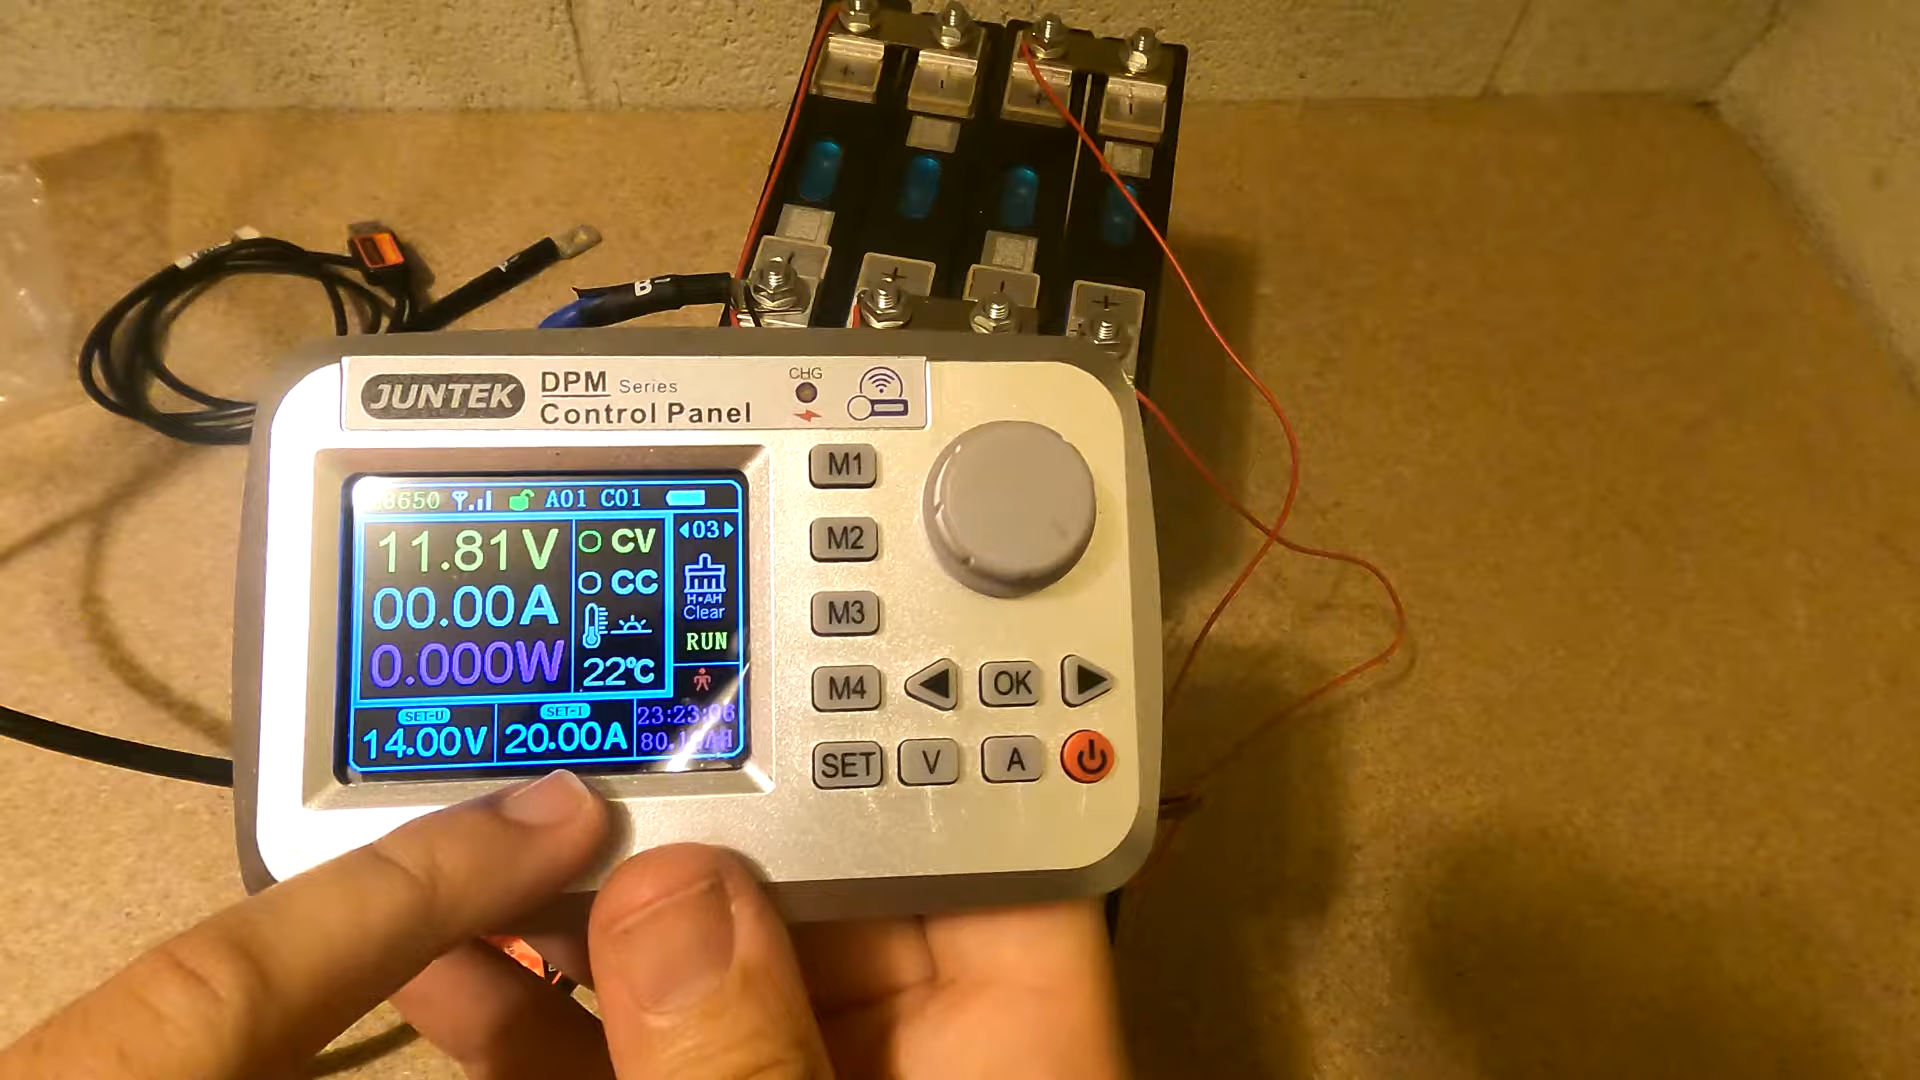 B-
JUNTEK
DPM Series
Control Panel
CHG
8650 A01 C01
11.81V
00.00A
0.000W
CV
CC
22℃
03
H·AH
Clear
RUN
SET-U
14.00V
SET-I
20.00A
M1
M2
M3
M4
OK
SET
V
A